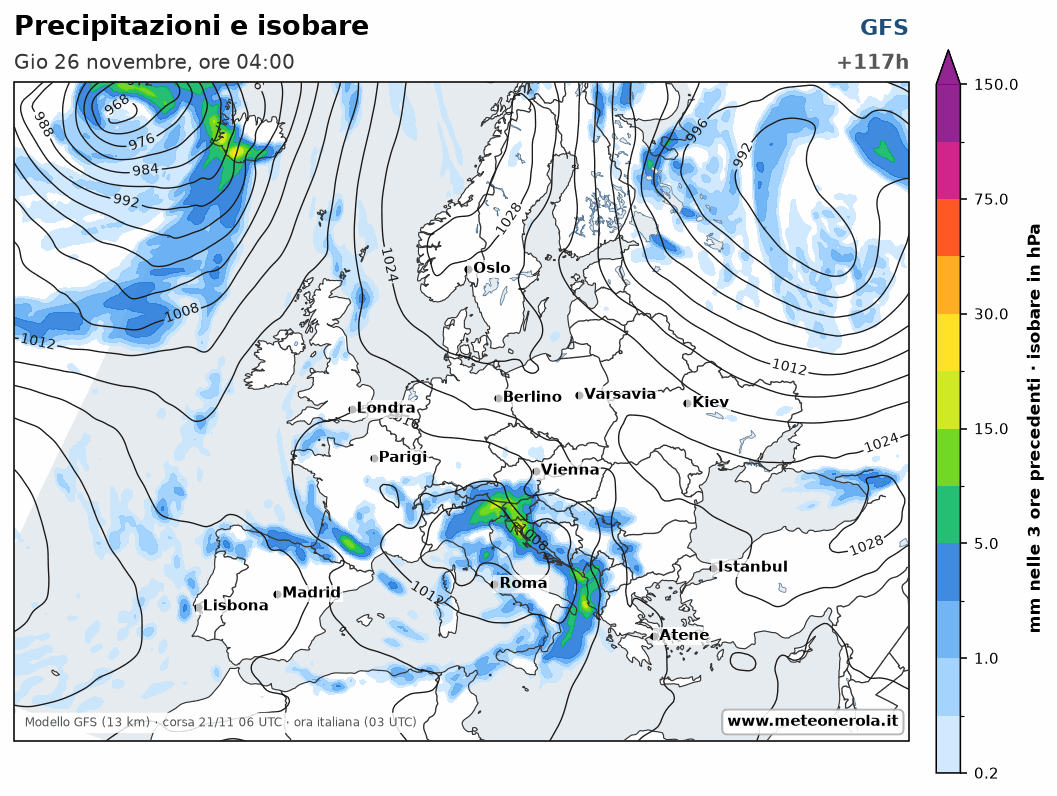 Precipitazioni e isobare
GFS
Gio 26 novembre, ore 04:00
+117h
968
988
976
984
992
1008
1012
1024
1028
996
992
1012
1024
1028
1008
Oslo
Londra
Berlino
Varsavia
Kiev
Parigi
Vienna
Madrid
Lisbona
Roma
Istanbul
Atene
Modello GFS (13 km) · corsa 21/11 06 UTC · ora italiana (03 UTC)
www.meteonerola.it
150.0
75.0
30.0
15.0
5.0
1.0
0.2
mm nelle 3 ore precedenti · isobare in hPa